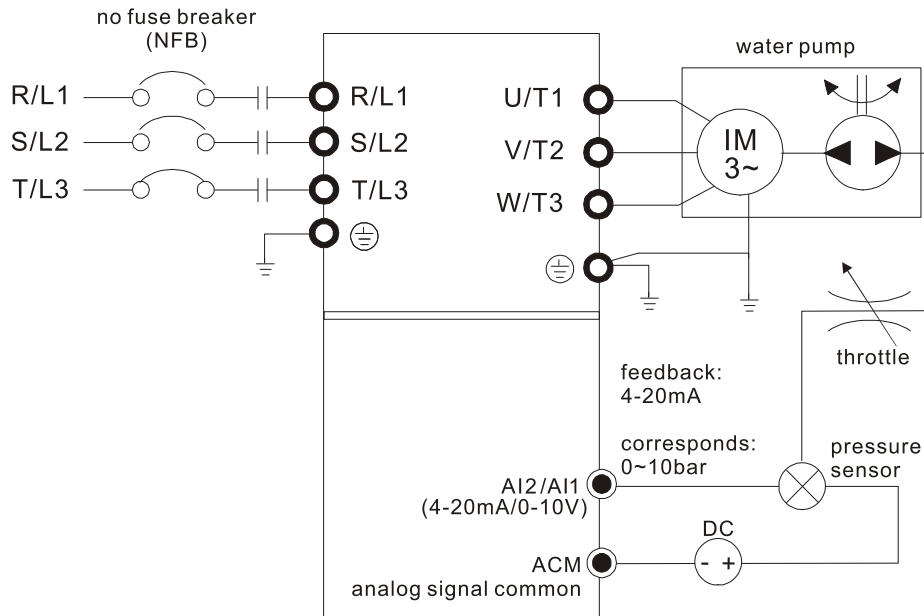 no fuse breaker
(NFB)
water pump
R/L1
R/L1
U/T1
S/L2
S/L2
V/T2
IM
3~
T/L3
T/L3
W/T3
throttle
feedback:
4-20mA
corresponds:
0~10bar
pressure
sensor
AI2/AI1
(4-20mA/0-10V)
DC
- +
ACM
analog signal common